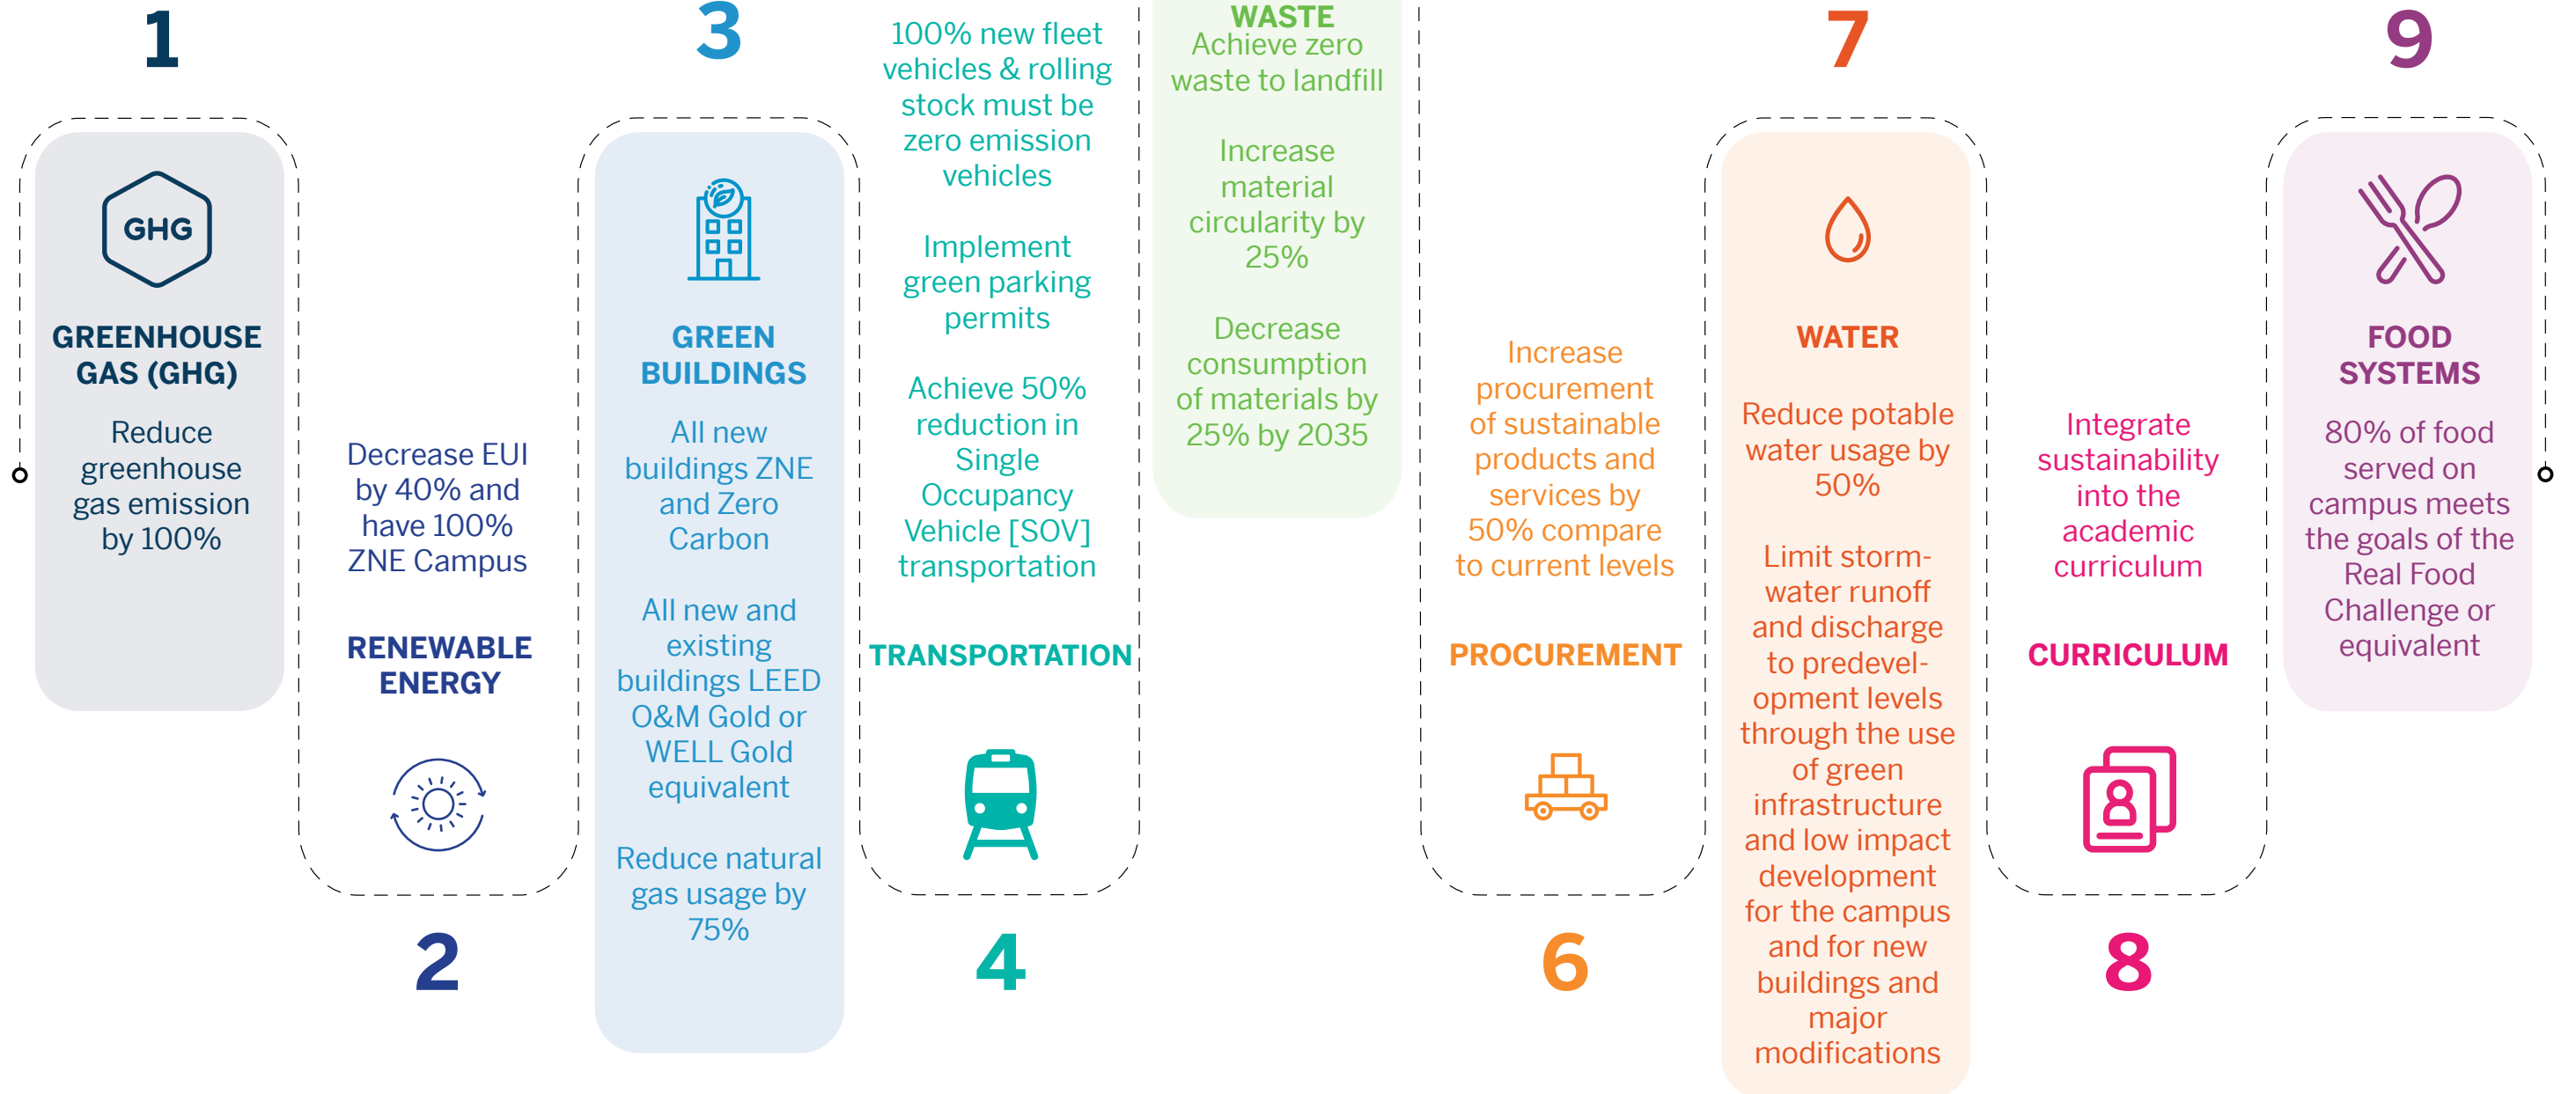 1
GHG
GREENHOUSE
GAS (GHG)
Reduce
greenhouse
gas emission
by 100%
Decrease EUI
by 40% and
have 100%
ZNE Campus
RENEWABLE
ENERGY
2
3
GREEN
BUILDINGS
All new
buildings ZNE
and Zero
Carbon
All new and
existing
buildings LEED
O&M Gold or
WELL Gold
equivalent
Reduce natural
gas usage by
75%
100% new fleet
vehicles & rolling
stock must be
zero emission
vehicles
Implement
green parking
permits
Achieve 50%
reduction in
Single
Occupancy
Vehicle [SOV]
transportation
TRANSPORTATION
4
WASTE
Achieve zero
waste to landfill
Increase
material
circularity by
25%
Decrease
consumption
of materials by
25% by 2035
Increase
procurement
of sustainable
products and
services by
50% compare
to current levels
PROCUREMENT
6
7
WATER
Reduce potable
water usage by
50%
Limit storm-
water runoff
and discharge
to predevel-
opment levels
through the use
of green
infrastructure
and low impact
development
for the campus
and for new
buildings and
major
modifications
Integrate
sustainability
into the
academic
curriculum
CURRICULUM
8
9
FOOD
SYSTEMS
80% of food
served on
campus meets
the goals of the
Real Food
Challenge or
equivalent